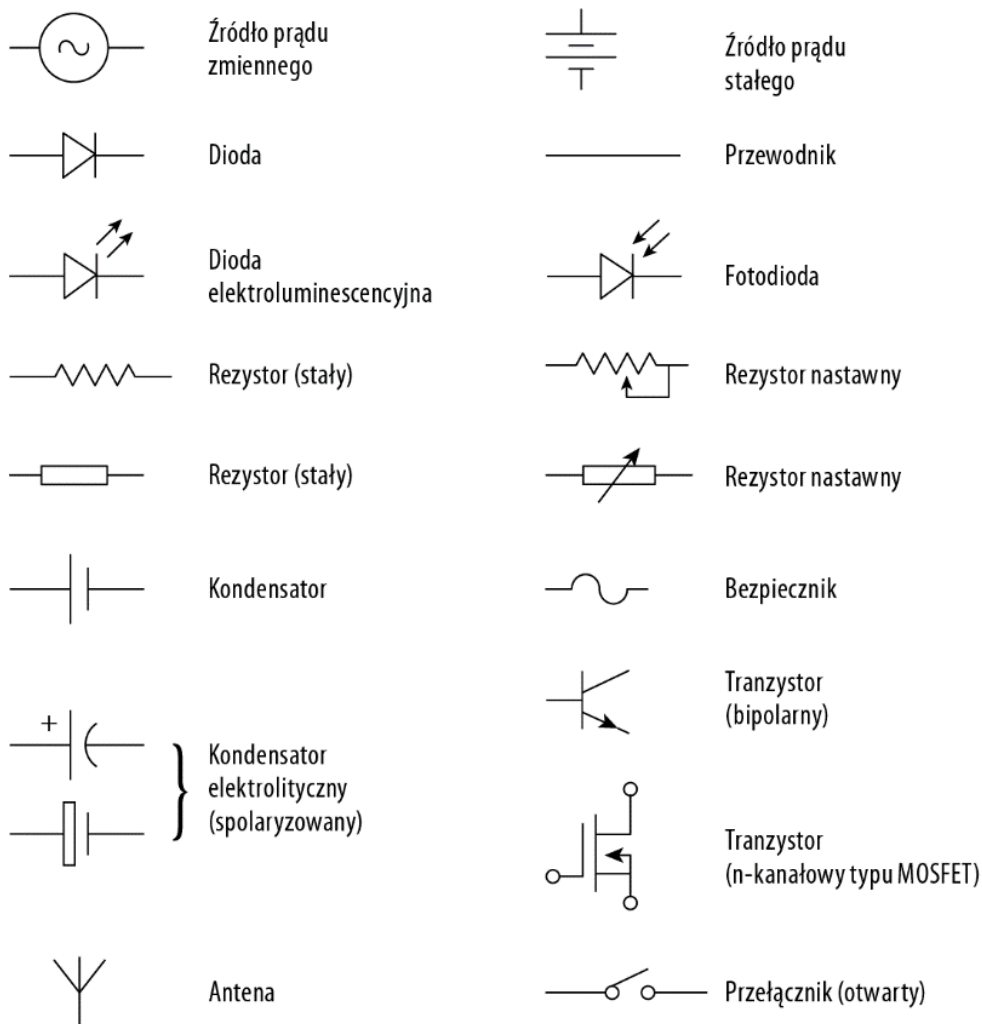 Źródło prądu
zmiennego
Źródło prądu
stałego
Dioda
Przewodnik
Dioda
elektroluminescencyjna
Fotodioda
Rezystor (stały)
Rezystor nastawny
Rezystor (stały)
Rezystor nastawny
Kondensator
Bezpiecznik
Tranzystor
(bipolarny)
+
Kondensator
elektrolityczny
(spolaryzowany)
Tranzystor
(n-kanałowy typu MOSFET)
Antena
Przełącznik (otwarty)